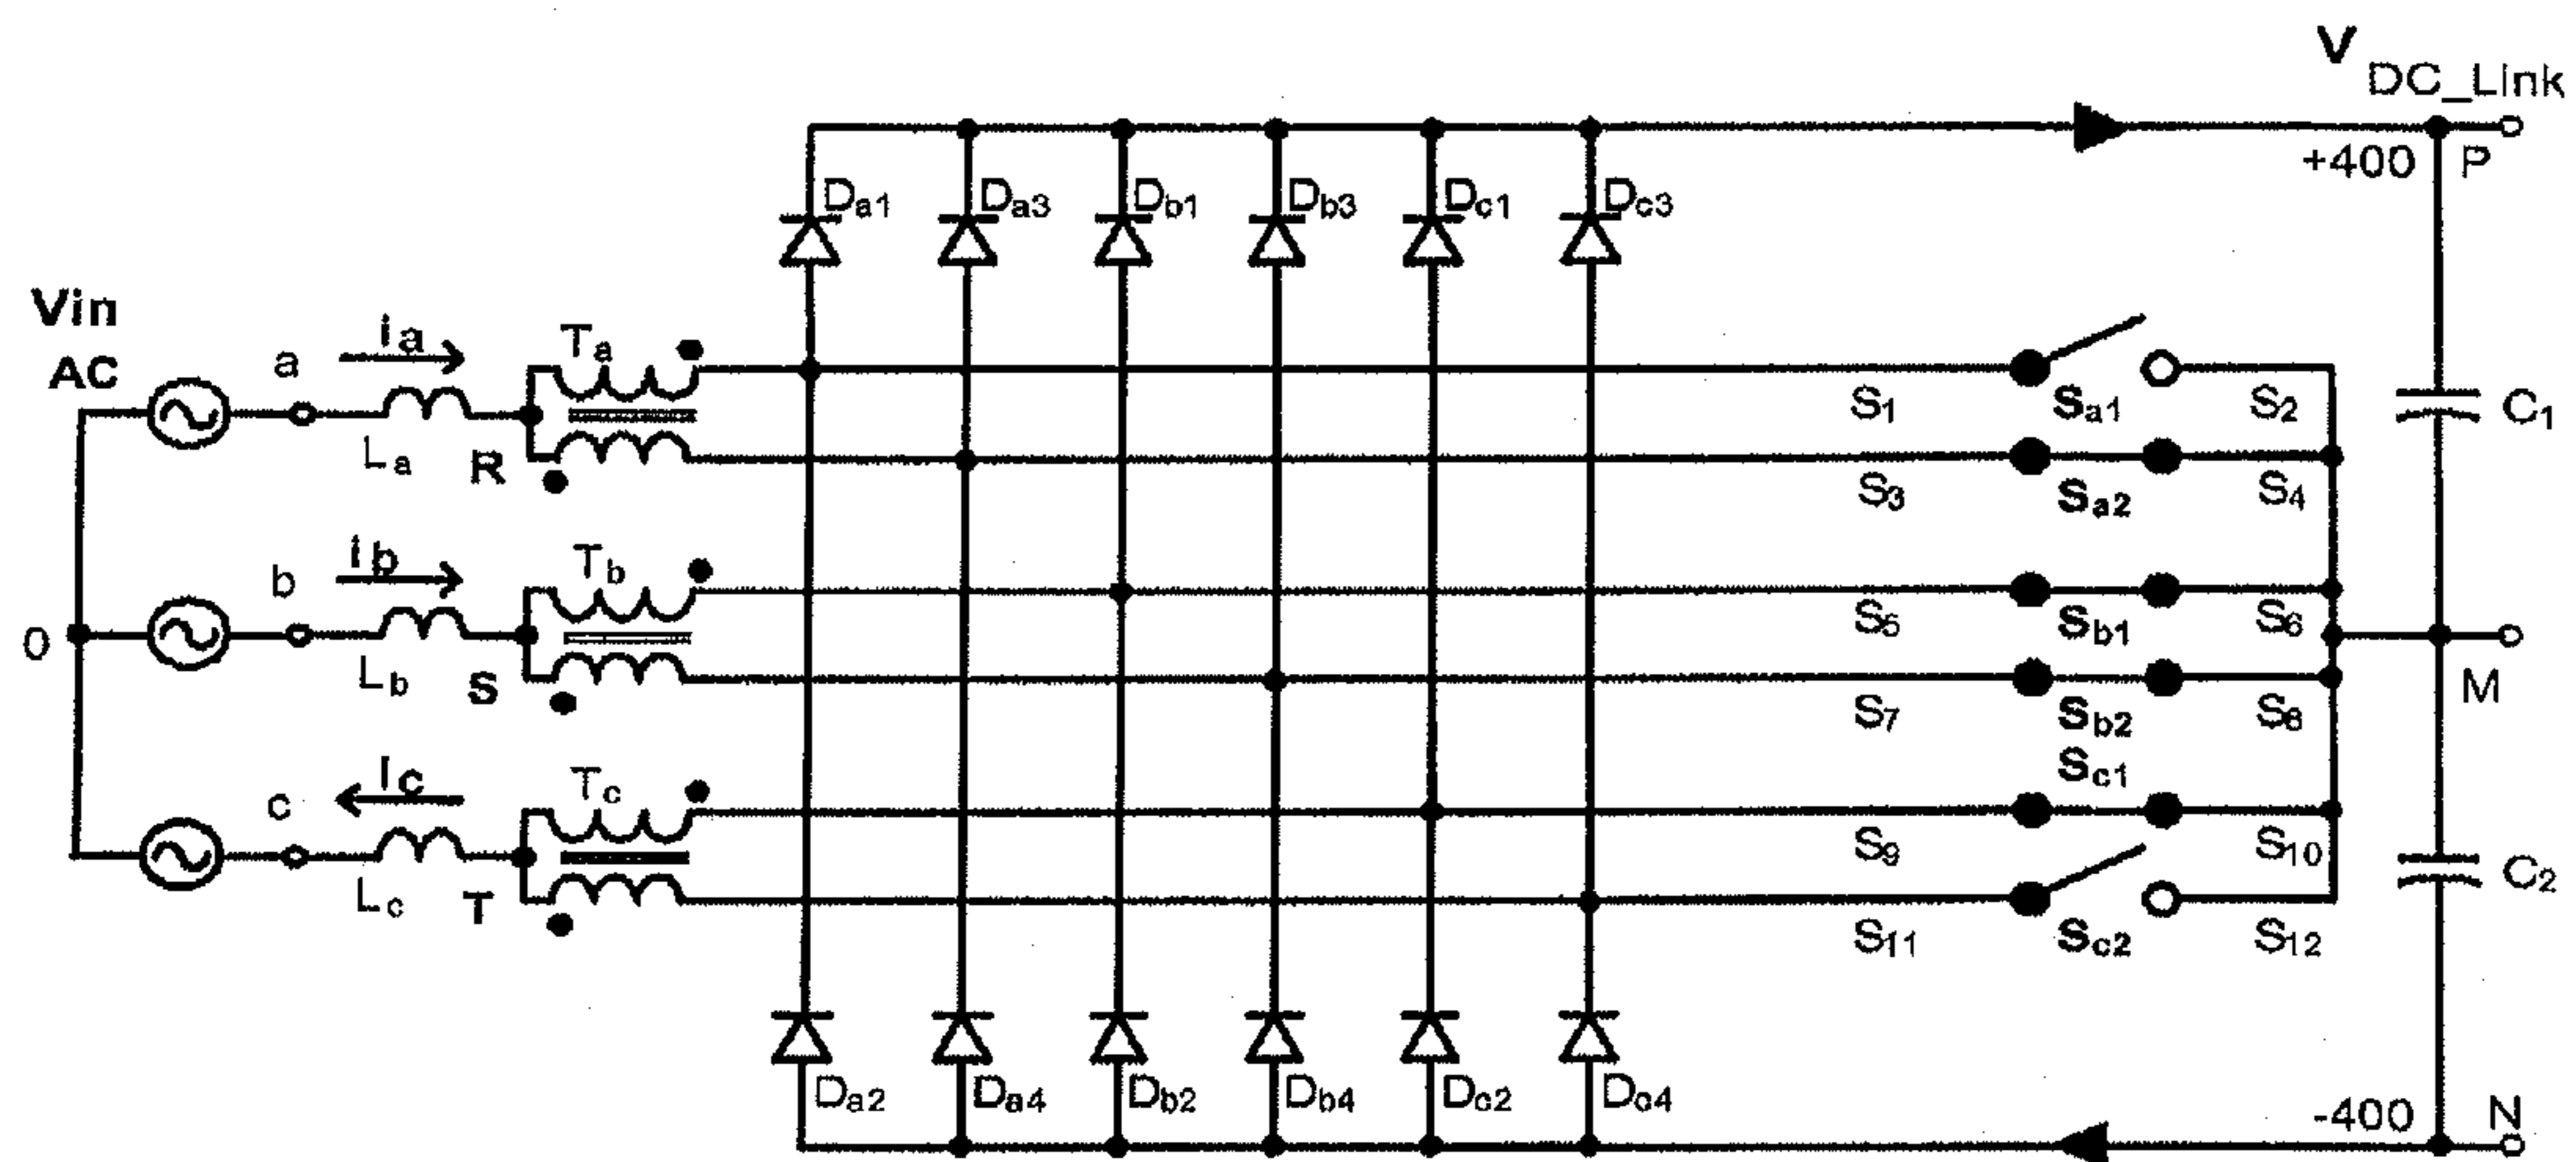 V
DC_Link
+400 P
Da1 Da3 Db1 Db3 Dc1 Dc3
Vin
AC
a ia Ta
La R
S1 Sa1 S2
C1
S3 Sa2 S4
b ib Tb
0
Lb S
S5 Sb1 S6
M
S7 Sb2 S8
Sc1
c Ic Tc
Lc T
S9 S10
C2
S11 Sc2 S12
Da2 Da4 Db2 Db4 Dc2 Dc4
-400 N